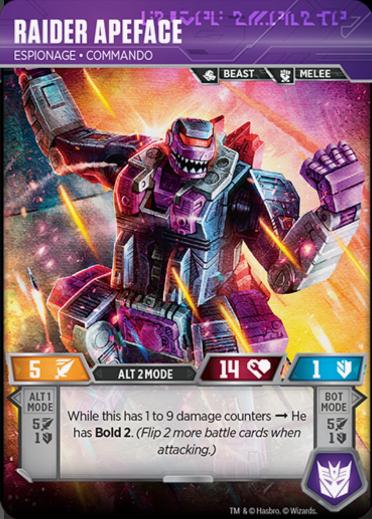 RAIDER APEFACE
ESPIONAGE • COMMANDO
BEAST
MELEE
5
ALT 2 MODE
14
1
ALT 1
MODE
5
1
While this has 1 to 9 damage counters → He
has Bold 2. (Flip 2 more battle cards when
attacking.)
BOT
MODE
5
1
TM & © Hasbro, © Wizards.